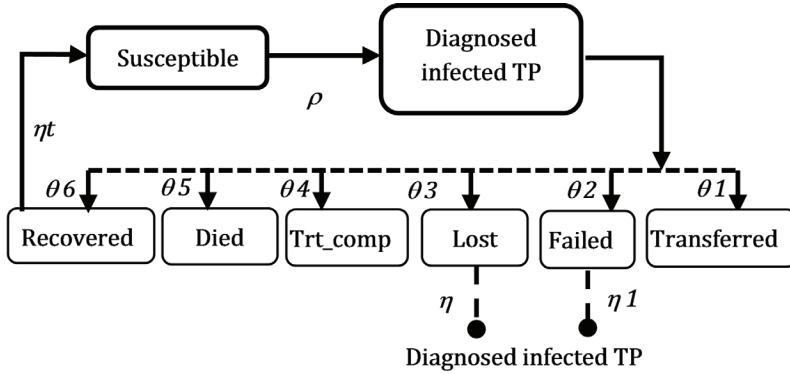 Diagnosed
infected TP
Susceptible
ρ
ηt
θ6
θ5
θ4
θ3
θ2
θ1
Recovered
Died
Trt_comp
Lost
Failed
Transferred
η
η1
Diagnosed infected TP